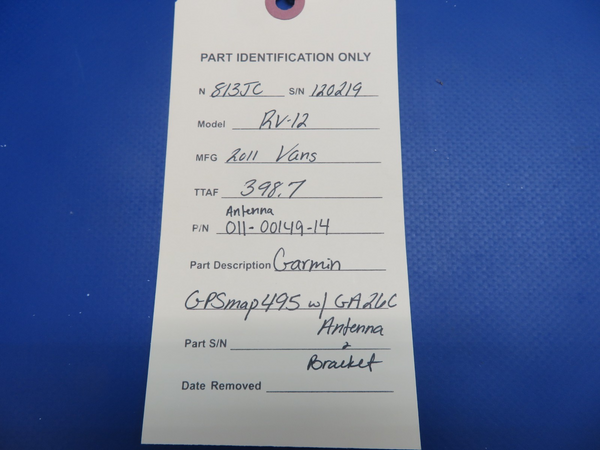 PART IDENTIFICATION ONLY
N 813JC S/N 120219
Model RV-12
MFG 2011 Vans
TTAF 398.7
Antenna
P/N 011-00149-14
Part Description Garmin
GPSmap495 w/ GA26C
Antenna
Part S/N &
Bracket
Date Removed